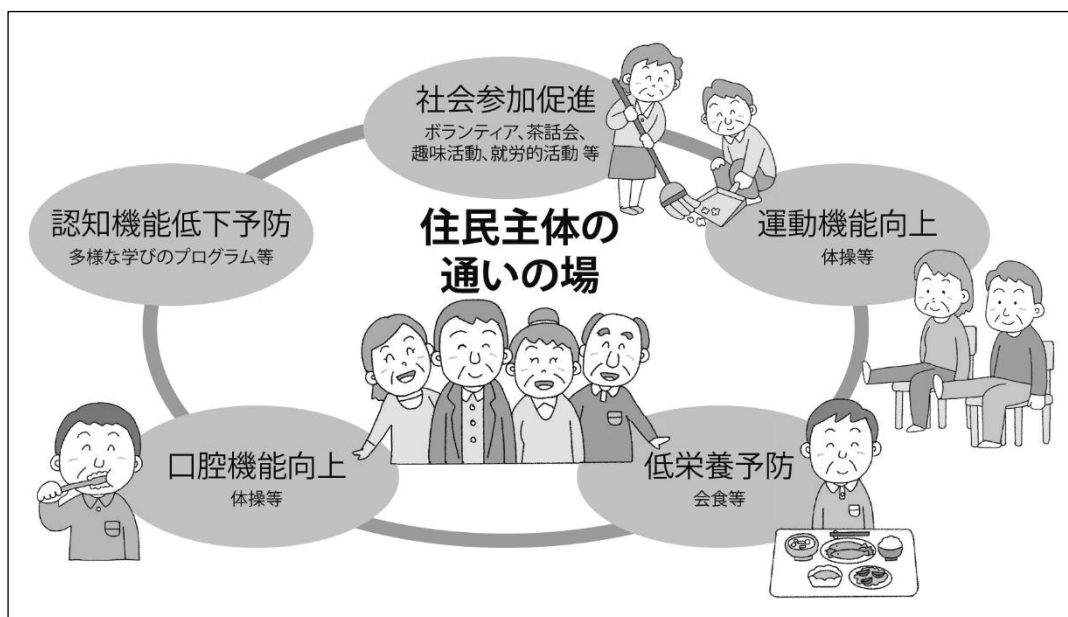 社会参加促進
ボランティア、茶話会、
趣味活動、就労的活動 等
認知機能低下予防
多様な学びのプログラム等
住民主体の
通いの場
運動機能向上
体操等
口腔機能向上
体操等
低栄養予防
会食等